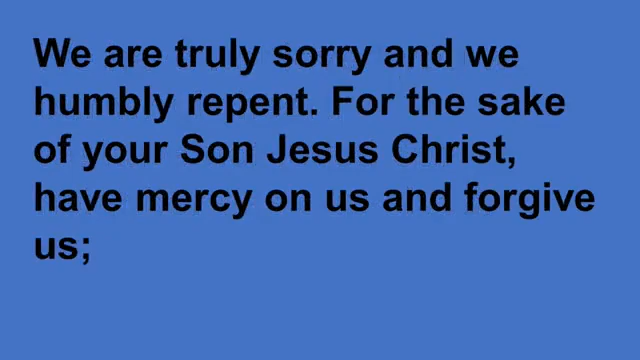 We are truly sorry and we
humbly repent. For the sake
of your Son Jesus Christ,
have mercy on us and forgive
us;